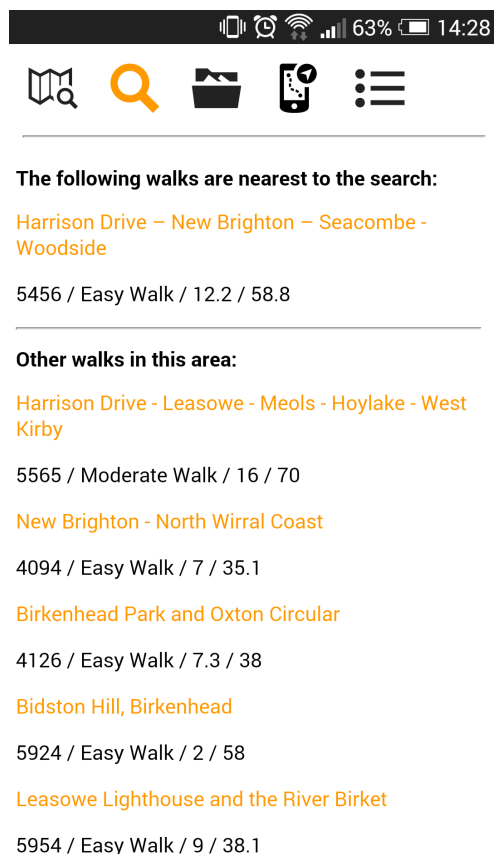 63% 14:28
The following walks are nearest to the search:
Harrison Drive – New Brighton – Seacombe -
Woodside
5456 / Easy Walk / 12.2 / 58.8
Other walks in this area:
Harrison Drive - Leasowe - Meols - Hoylake - West
Kirby
5565 / Moderate Walk / 16 / 70
New Brighton - North Wirral Coast
4094 / Easy Walk / 7 / 35.1
Birkenhead Park and Oxton Circular
4126 / Easy Walk / 7.3 / 38
Bidston Hill, Birkenhead
5924 / Easy Walk / 2 / 58
Leasowe Lighthouse and the River Birket
5954 / Easy Walk / 9 / 38.1